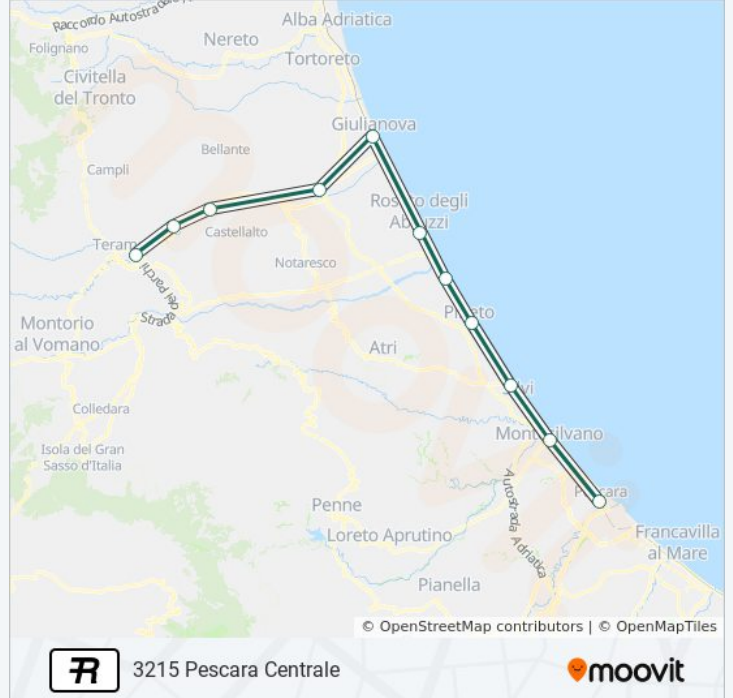 Raccordo Autostrada
Alba Adriatica
Nereto
Folignano
Tortoreto
Civitella
del Tronto
Giulianova
Bellante
Campli
Roseto degli
Abruzzi
Castellalto
Teramo
Notaresco
del Parchi
Strada
Pineto
Montorio
al Vomano
Atri
Silvi
Colledara
Montesilvano
Isola del Gran
Sasso d'Italia
Autostrada Adriatica
Pescara
Penne
Loreto Aprutino
Francavilla
al Mare
Pianella
© OpenStreetMap contributors | © OpenMapTiles
R 3215 Pescara Centrale
moovit